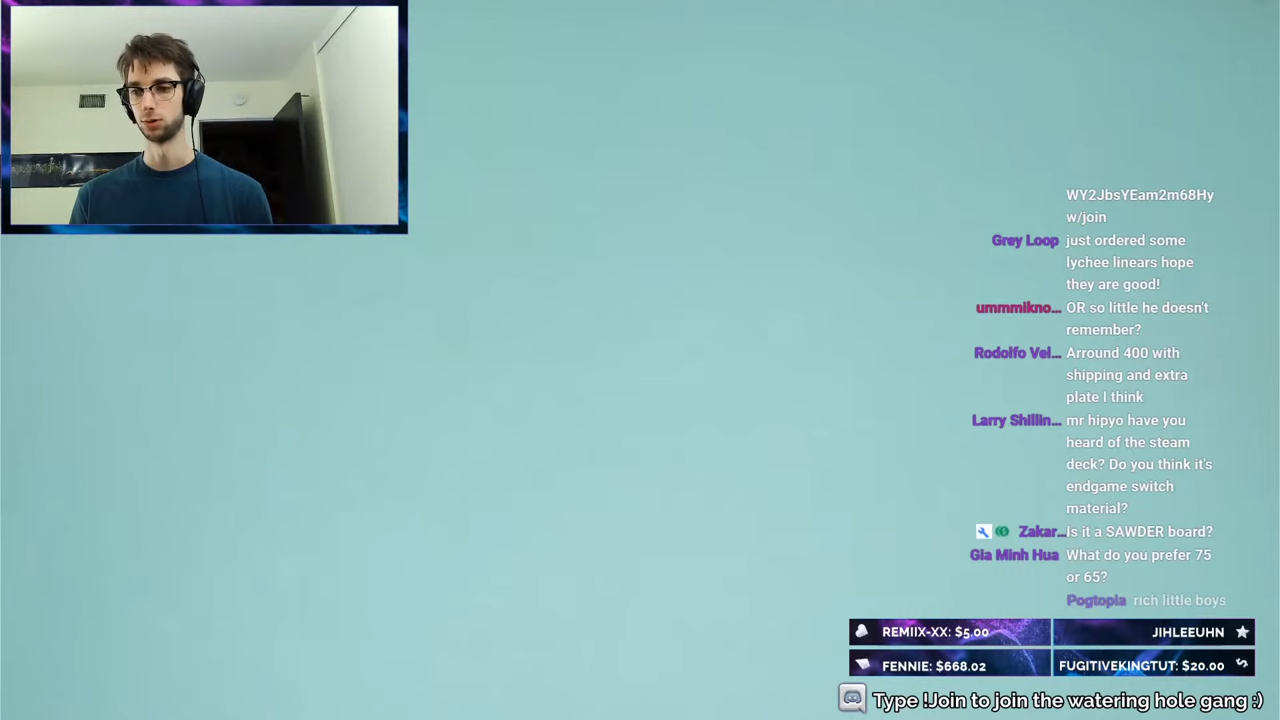 WY2JbsYEam2m68Hy
w/join
Grey Loop just ordered some
lychee linears hope
they are good!
ummmikno... OR so little he doesn't
remember?
Rodolfo Vel... Arround 400 with
shipping and extra
plate I think
Larry Shillin... mr hipyo have you
heard of the steam
deck? Do you think it's
endgame switch
material?
Zakar... Is it a SAWDER board?
Gia Minh Hua What do you prefer 75
or 65?
Pogtopia rich little boys
REMIIX-XX: $5.00 JIHLEEUHN
FENNIE: $668.02 FUGITIVEKINGTUT: $20.00
Type !Join to join the watering hole gang :)